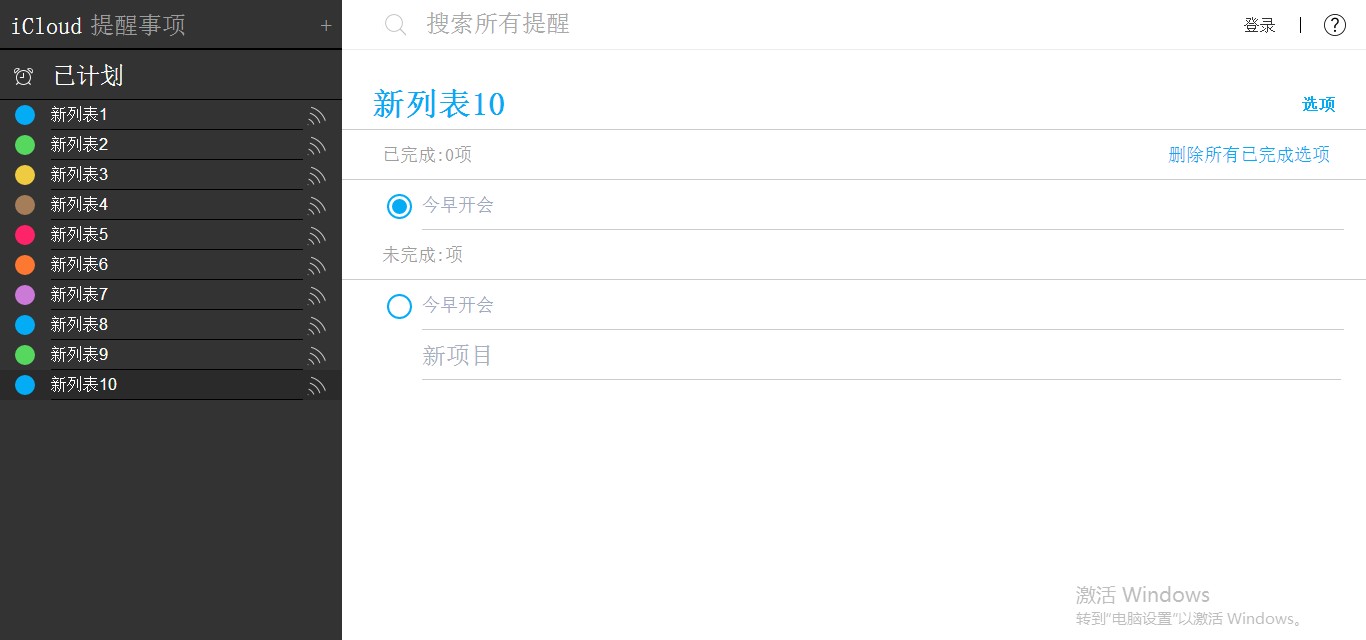 iCloud 提醒事项 +
已计划
新列表1
新列表2
新列表3
新列表4
新列表5
新列表6
新列表7
新列表8
新列表9
新列表10
搜索所有提醒
登录 | ?
新列表10
选项
已完成:0项
删除所有已完成选项
今早开会
未完成:项
今早开会
新项目
激活 Windows
转到"电脑设置"以激活 Windows。